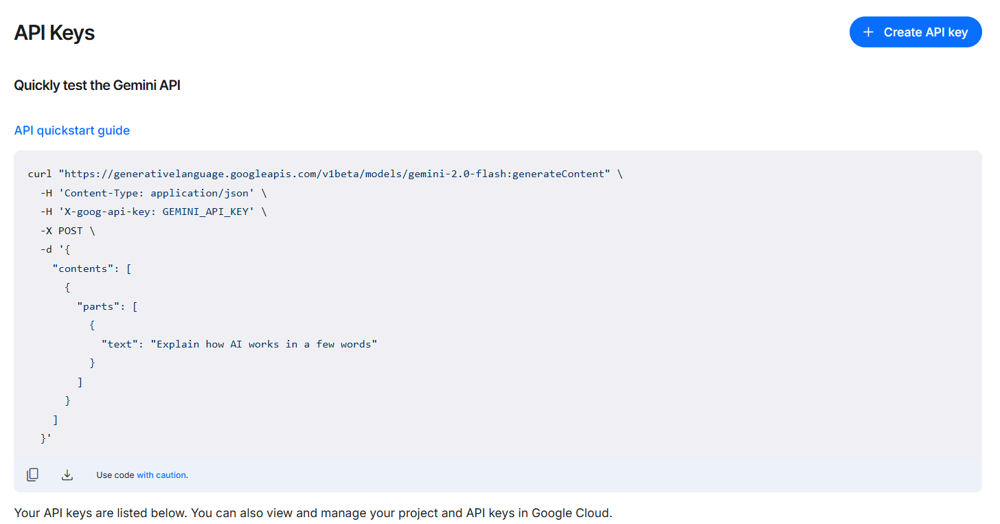 API Keys
+ Create API key
Quickly test the Gemini API
API quickstart guide
curl "https://generativelanguage.googleapis.com/v1beta/models/gemini-2.0-flash:generateContent" \
  -H 'Content-Type: application/json' \
  -H 'X-goog-api-key: GEMINI_API_KEY' \
  -X POST \
  -d '{
    "contents": [
      {
        "parts": [
          {
            "text": "Explain how AI works in a few words"
          }
        ]
      }
    ]
  }'
Use code with caution.
Your API keys are listed below. You can also view and manage your project and API keys in Google Cloud.